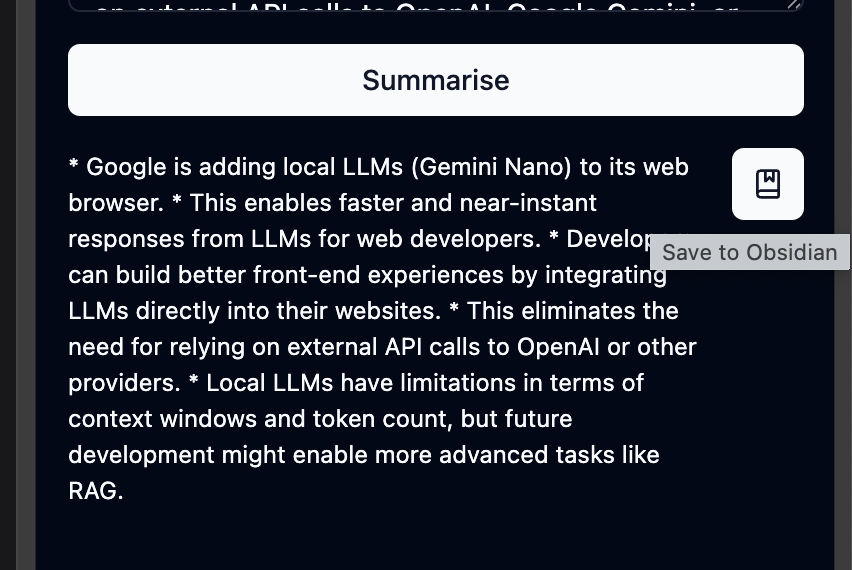 an external API calls to OpenAI, Google Gemini, or
Summarise
* Google is adding local LLMs (Gemini Nano) to its web
browser. * This enables faster and near-instant
responses from LLMs for web developers. * Develop
Save to Obsidian
can build better front-end experiences by integrating
LLMs directly into their websites. * This eliminates the
need for relying on external API calls to OpenAI or other
providers. * Local LLMs have limitations in terms of
context windows and token count, but future
development might enable more advanced tasks like
RAG.